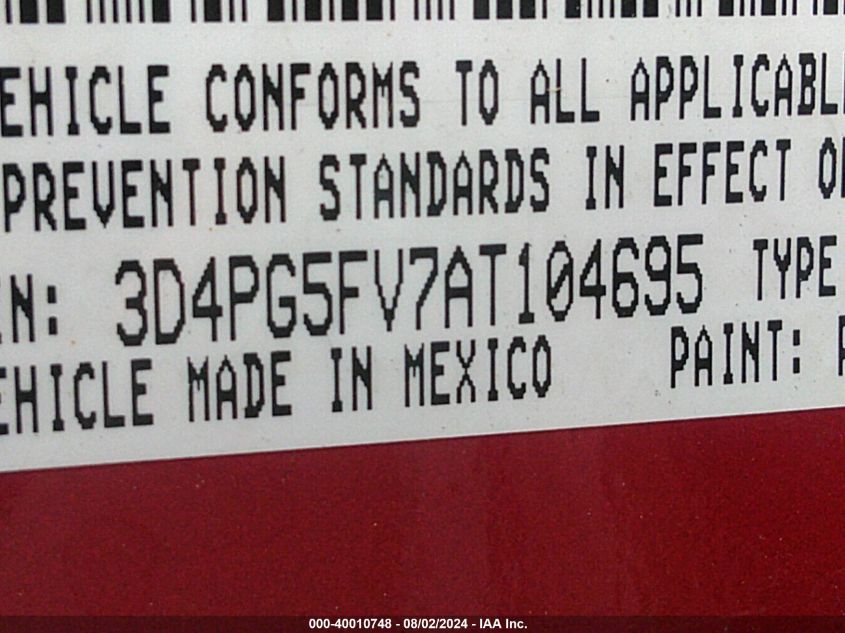 EHICLE CONFORMS TO ALL APPLICABL
PREVENTION STANDARDS IN EFFECT O
IN: 3D4PG5FV7AT104695 TYPE
EHICLE MADE IN MEXICO PAINT: P
000-40010748 - 08/02/2024 - IAA Inc.